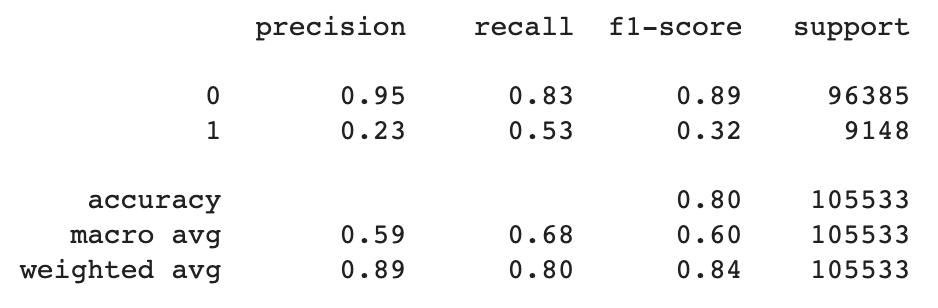 precision recall f1-score support
0 0.95 0.83 0.89 96385
1 0.23 0.53 0.32 9148
accuracy 0.80 105533
macro avg 0.59 0.68 0.60 105533
weighted avg 0.89 0.80 0.84 105533